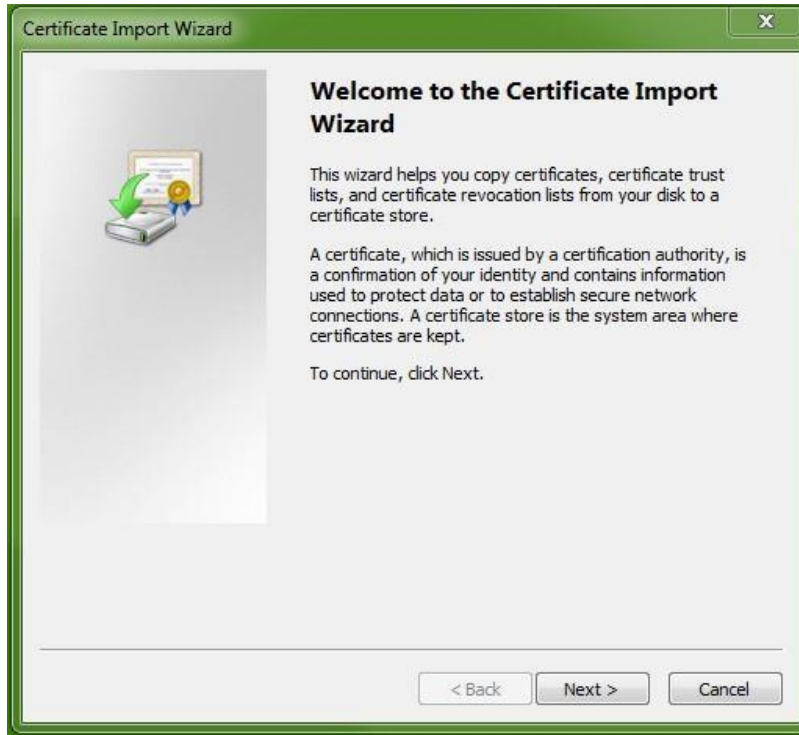 Certificate Import Wizard
X
Welcome to the Certificate Import
Wizard
This wizard helps you copy certificates, certificate trust
lists, and certificate revocation lists from your disk to a
certificate store.
A certificate, which is issued by a certification authority, is
a confirmation of your identity and contains information
used to protect data or to establish secure network
connections. A certificate store is the system area where
certificates are kept.
To continue, click Next.
< Back Next > Cancel